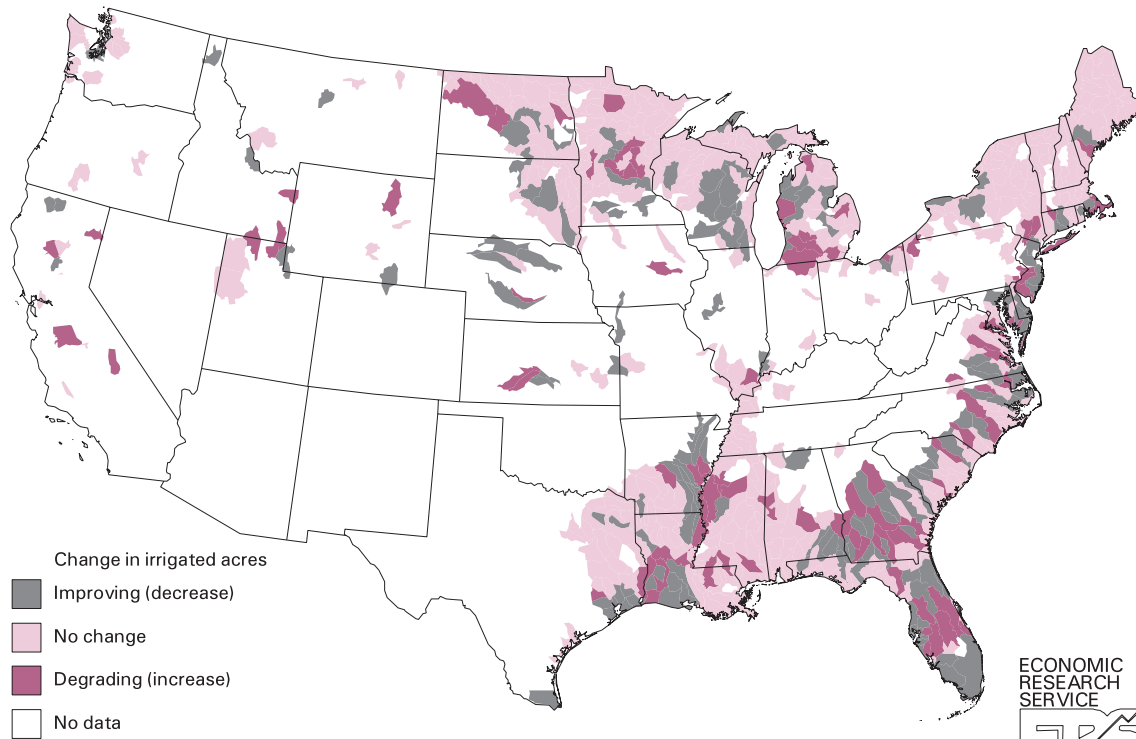 Change in irrigated acres
Improving (decrease)
No change
Degrading (increase)
No data
ECONOMIC
RESEARCH
SERVICE